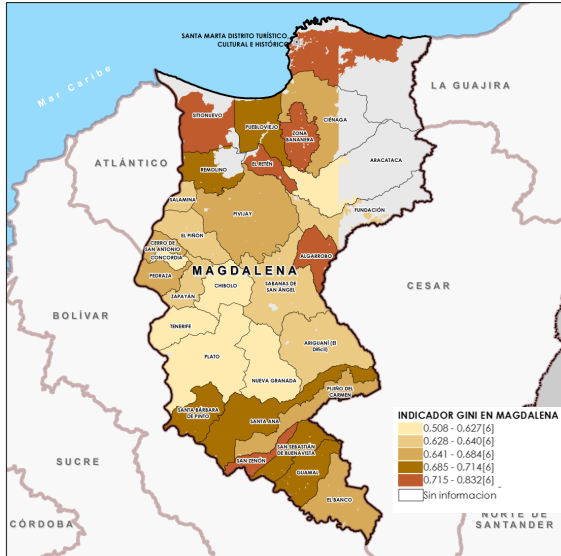 SANTA MARTA DISTRITO TURÍSTICO,
CULTURAL E HISTÓRICO
LA GUAJIRA
Mar Caribe
SITIONUEVO
PUEBLOVIEJO
CIÉNAGA
ZONA
BANANERA
ATLÁNTICO
EL RETÉN
ARACATACA
REMOLINO
SALAMINA
PIVIJAY
FUNDACIÓN
EL PIÑÓN
CERRO DE
SAN ANTONIO
CONCORDIA
ALGARROBO
MAGDALENA
PEDRAZA
CHIBOLO
SABANAS DE
SAN ÁNGEL
CESAR
ZAPAYÁN
BOLÍVAR
TENERIFE
ARIGUANÍ (El
Difícil)
PLATO
NUEVA GRANADA
PIJIÑO DEL
CARMEN
SANTA BÁRBARA
DE PINTO
SANTA ANA
SAN SEBASTIÁN
DE BUENAVISTA
SAN ZENÓN
GUAMAL
EL BANCO
SUCRE
CÓRDOBA
INDICADOR GINI EN MAGDALENA
0,508 - 0,627[6]
0,628 - 0,640[6]
0,641 - 0,684[6]
0,685 - 0,714[6]
0,715 - 0,832[6]
Sin informacion
NORTE DE
SANTANDER